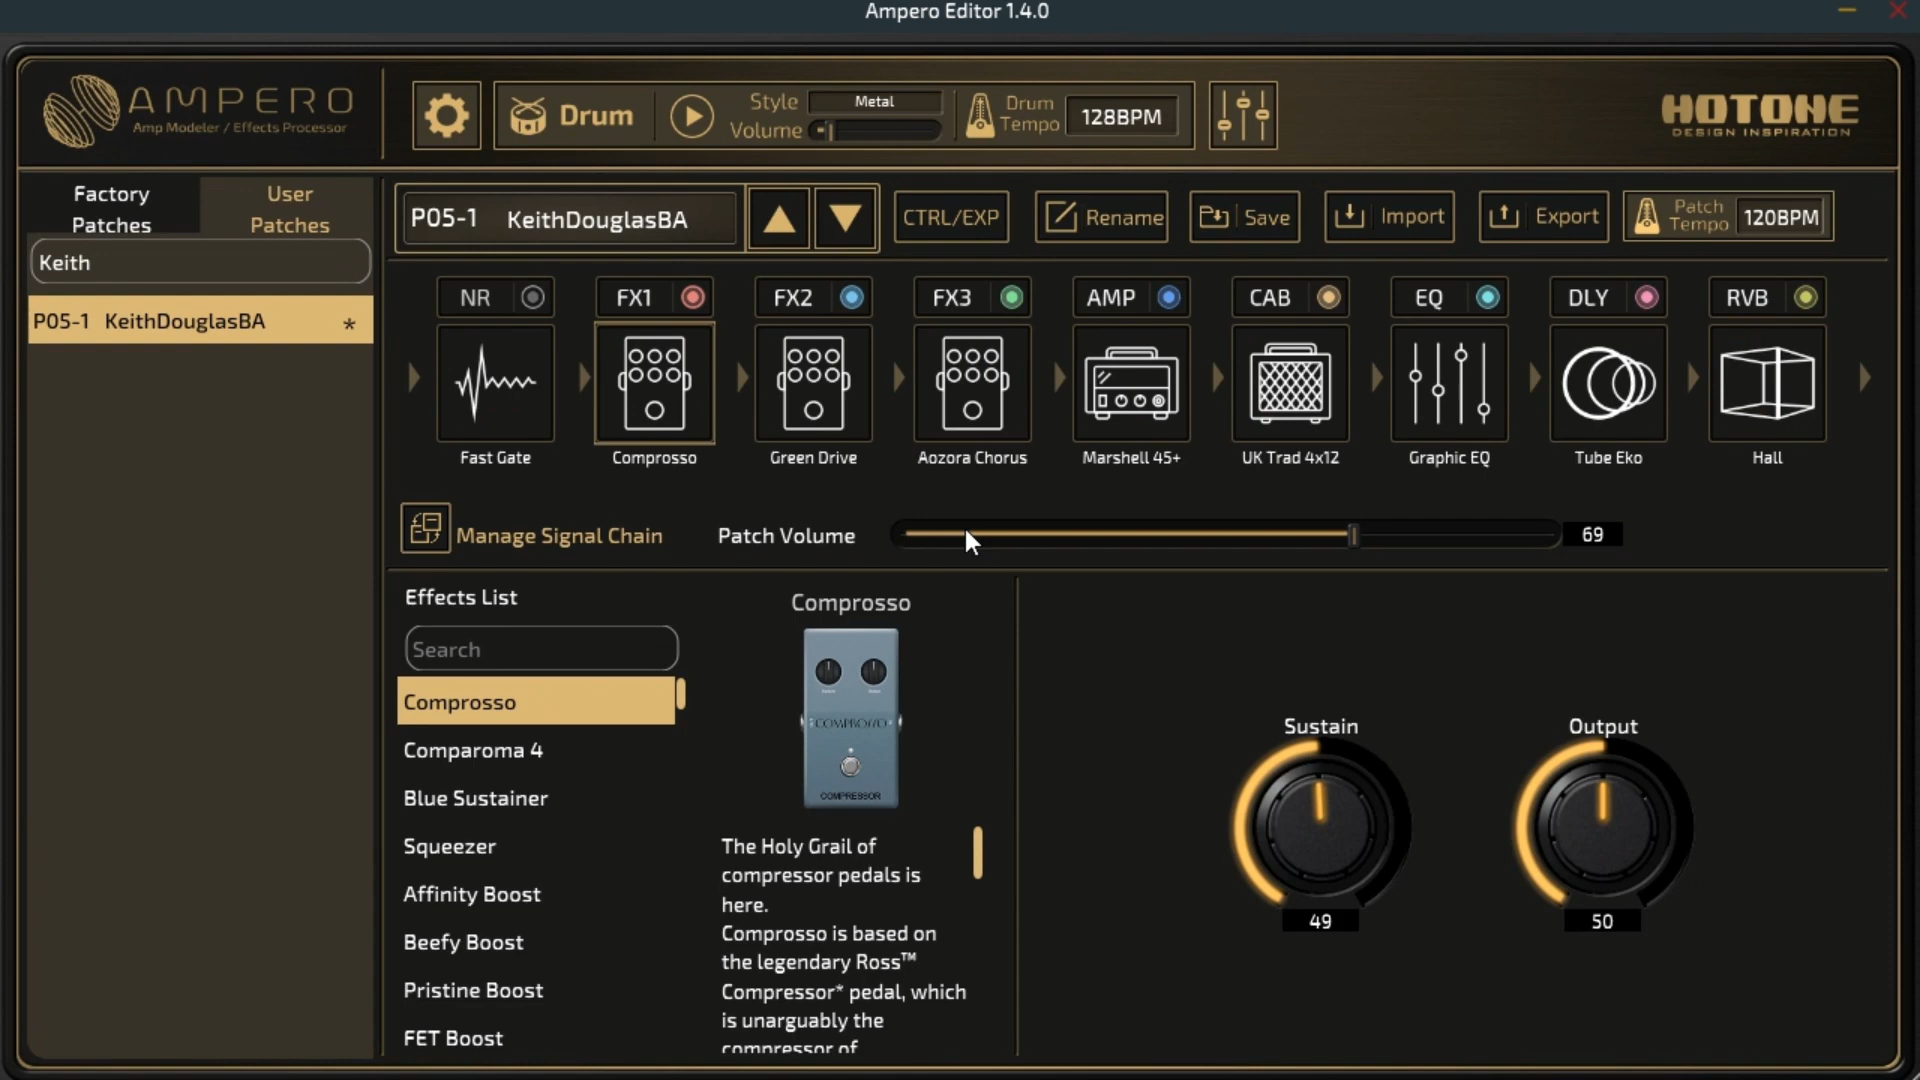 Ampero Editor 1.4.0
AMPERO
Amp Modeler / Effects Processor
Drum
Style
Metal
Volume
Drum
Tempo
128BPM
HOTONE
DESIGN INSPIRATION
Factory
Patches
User
Patches
Keith
P05-1 KeithDouglasBA *
P05-1 KeithDouglasBA
CTRL/EXP
Rename
Save
Import
Export
Patch
Tempo
120BPM
NR
FX1
FX2
FX3
AMP
CAB
EQ
DLY
RVB
Fast Gate
Comprosso
Green Drive
Aozora Chorus
Marshell 45+
UK Trad 4x12
Graphic EQ
Tube Eko
Hall
Manage Signal Chain
Patch Volume
69
Effects List
Search
Comprosso
Comparoma 4
Blue Sustainer
Squeezer
Affinity Boost
Beefy Boost
Pristine Boost
FET Boost
Comprosso
COMPROSSO
COMPRESSOR
The Holy Grail of
compressor pedals is
here.
Comprosso is based on
the legendary Ross™
Compressor* pedal, which
is unarguably the
compressor of
Sustain
49
Output
50